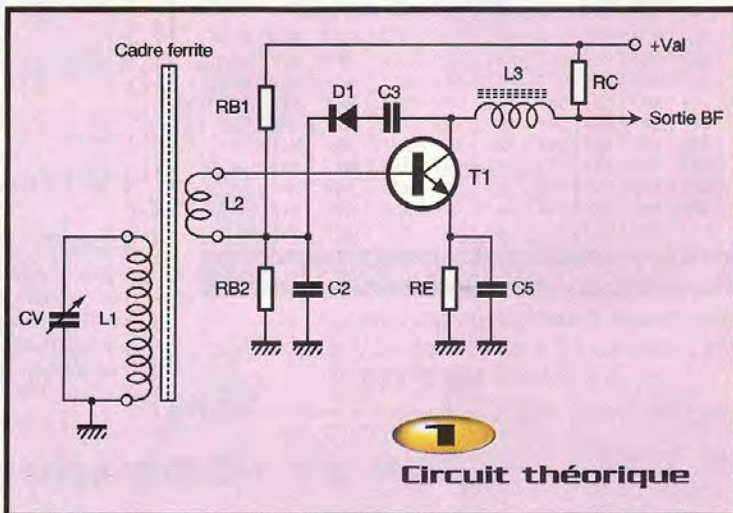 Cadre ferrite
+Val
RB1
D1
C3
L3
RC
Sortie BF
T1
L2
CV
L1
RB2
C2
RE
C5
1
Circuit théorique